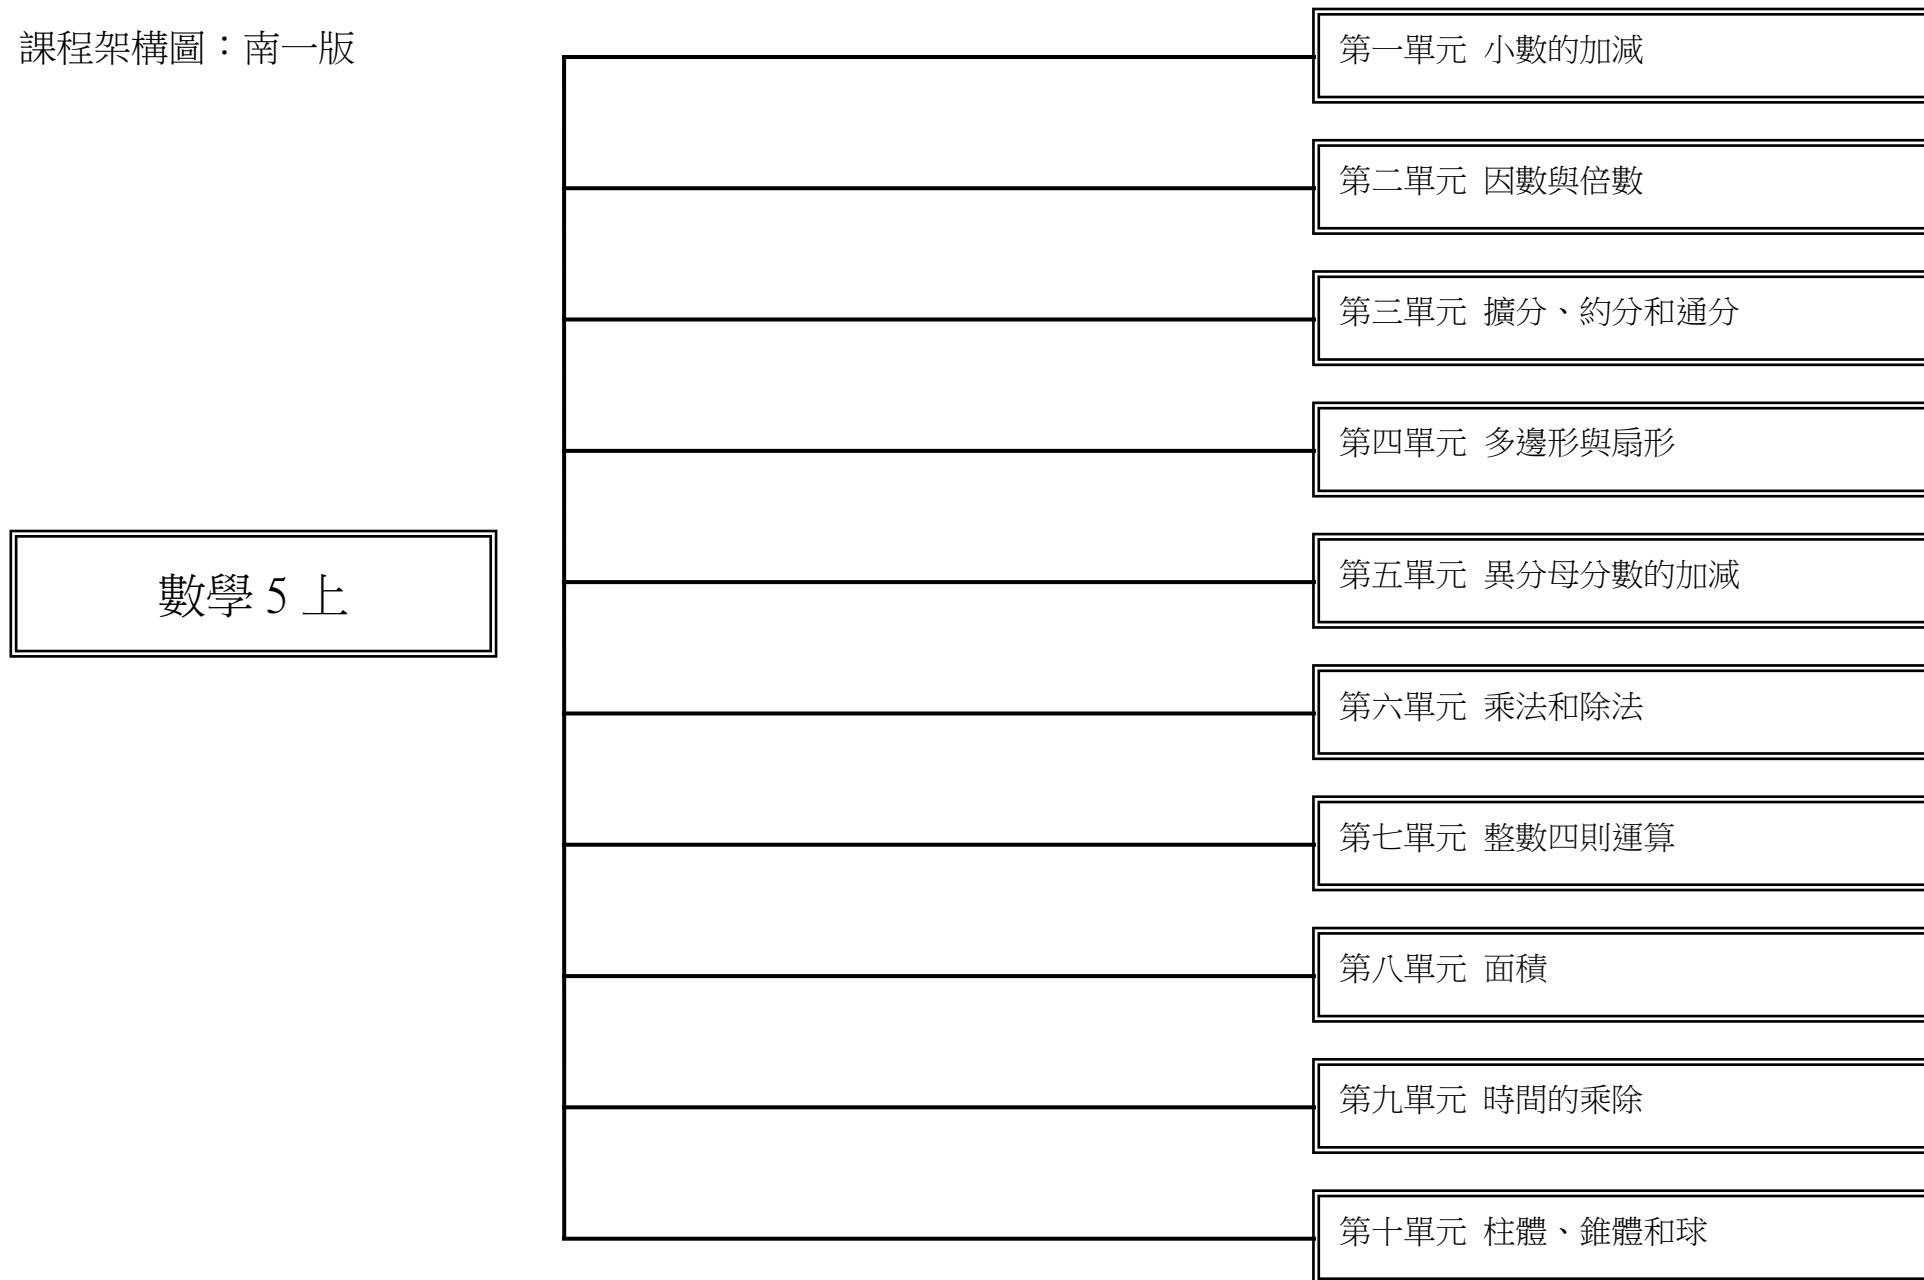 課程架構圖：南一版
第一單元 小數的加減
第二單元 因數與倍數
第三單元 擴分、約分和通分
第四單元 多邊形與扇形
第五單元 異分母分數的加減
數學 5 上
第六單元 乘法和除法
第七單元 整數四則運算
第八單元 面積
第九單元 時間的乘除
第十單元 柱體、錐體和球